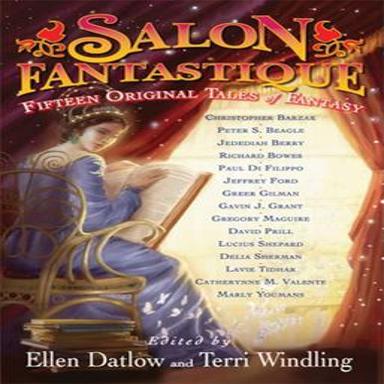 SALON
FANTASTIQUE
FIFTEEN ORIGINAL TALES of FANTASY
CHRISTOPHER BARZAK
PETER S. BEAGLE
JEDEDIAH BERRY
RICHARD BOWES
PAUL DI FILIPPO
JEFFREY FORD
GREER GILMAN
GAVIN J. GRANT
GREGORY MAGUIRE
DAVID PRILL
LUCIUS SHEPARD
DELIA SHERMAN
LAVIE TIDHAR
CATHERYNNE M. VALENTE
MARLY YOUMANS
Edited by
Ellen Datlow and Terri Windling